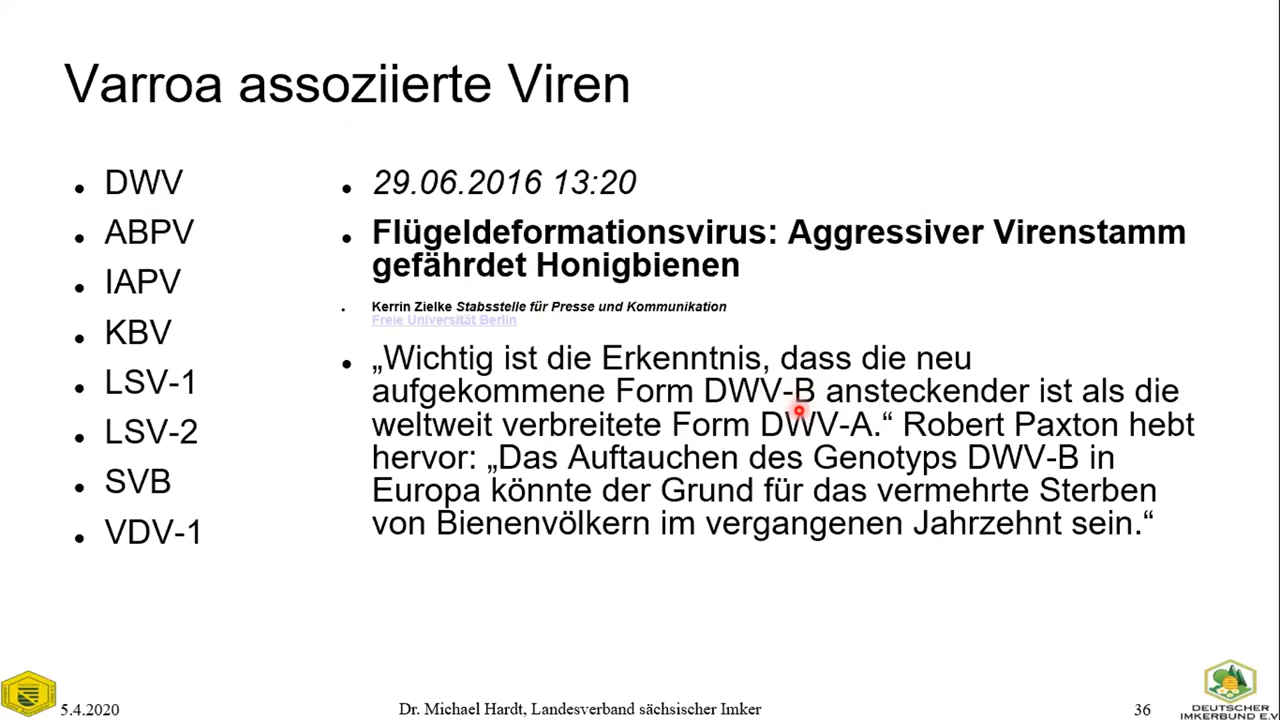 Varroa assoziierte Viren
DWV
ABPV
IAPV
KBV
LSV-1
LSV-2
SVB
VDV-1
29.06.2016 13:20
Flügeldeformationsvirus: Aggressiver Virenstamm
gefährdet Honigbienen
Kerrin Zielke Stabsstelle für Presse und Kommunikation
Freie Universität Berlin
„Wichtig ist die Erkenntnis, dass die neu
aufgekommene Form DWV-B ansteckender ist als die
weltweit verbreitete Form DWV-A.“ Robert Paxton hebt
hervor: „Das Auftauchen des Genotyps DWV-B in
Europa könnte der Grund für das vermehrte Sterben
von Bienenvölkern im vergangenen Jahrzehnt sein.“
5.4.2020
Dr. Michael Hardt, Landesverband sächsischer Imker
36
DEUTSCHER
IMKERBUND E.V